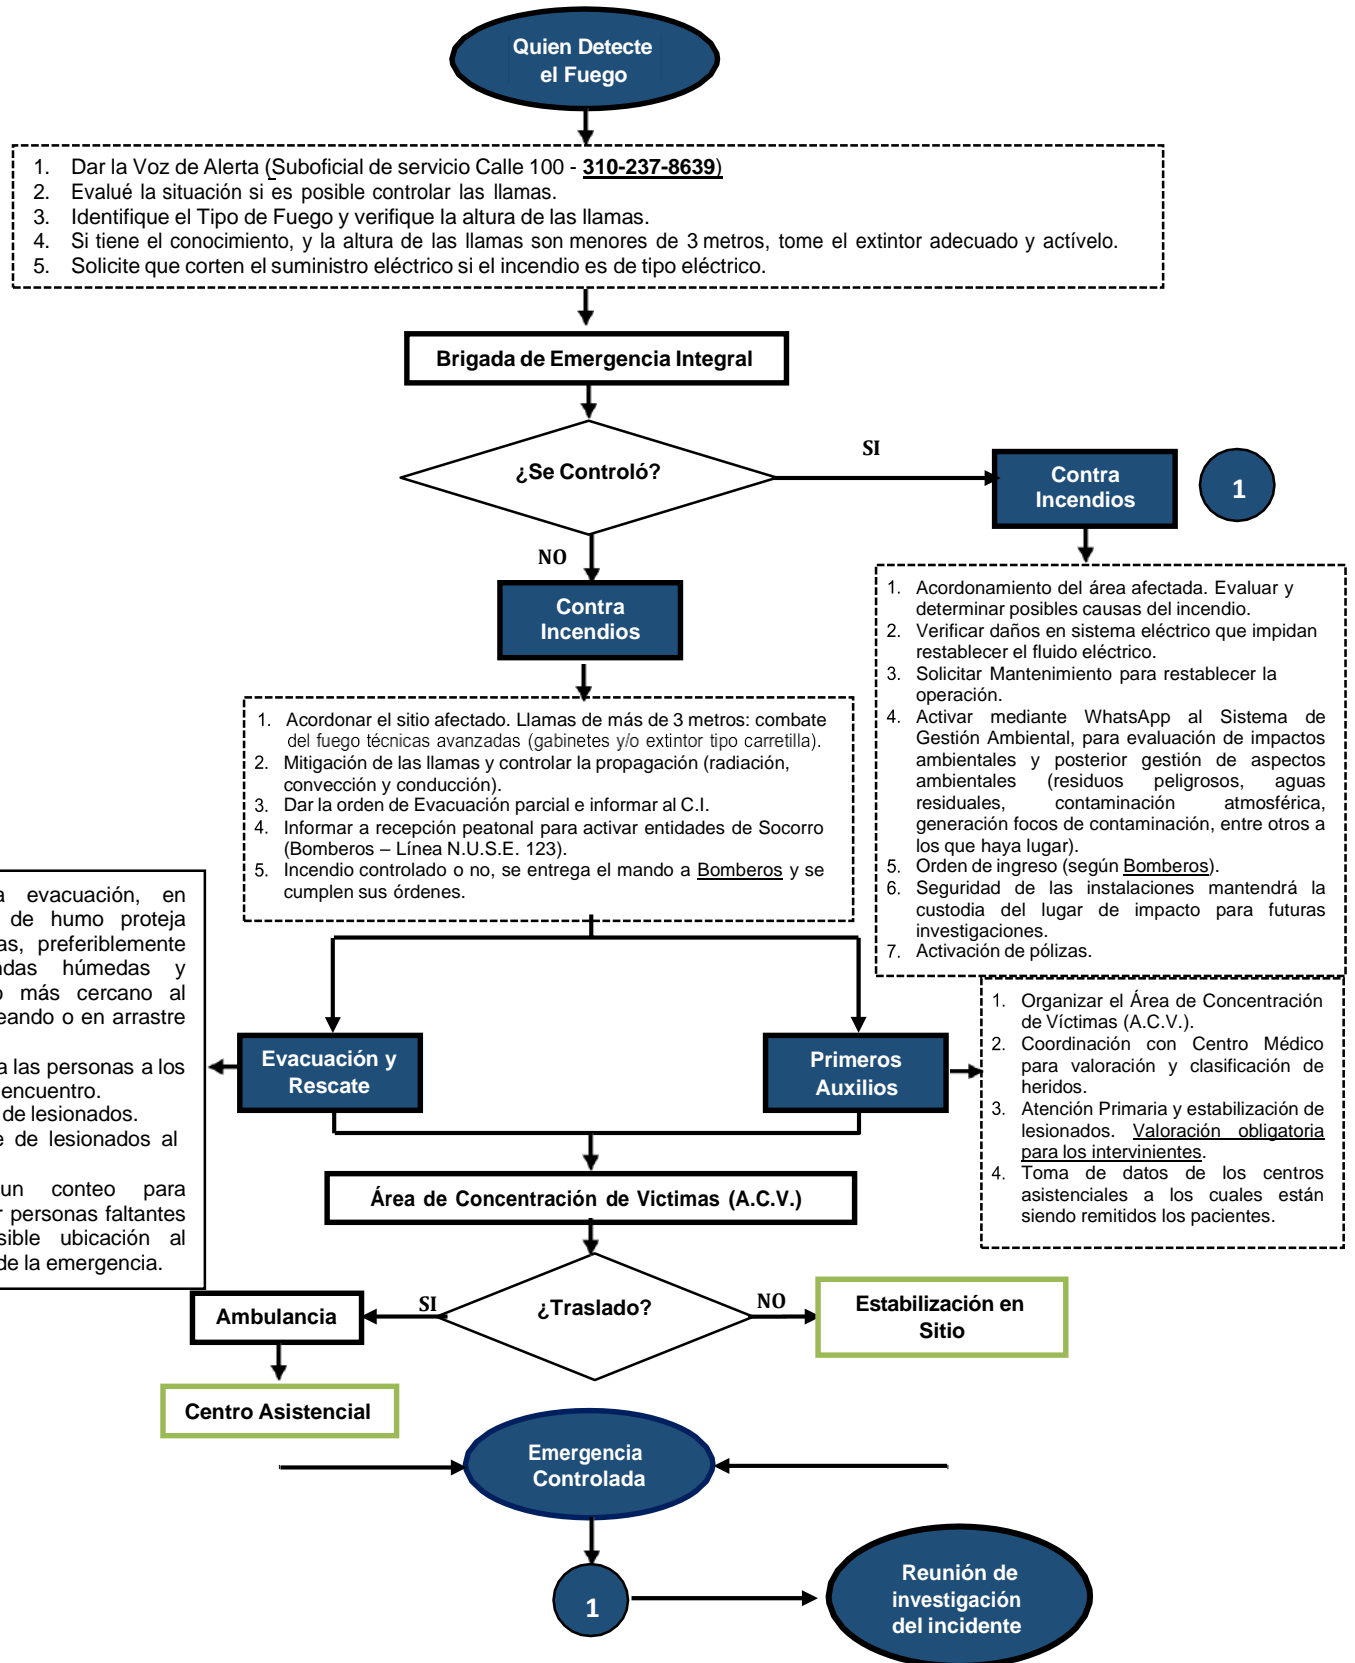 Quien Detecte
el Fuego
1. Dar la Voz de Alerta (Suboficial de servicio Calle 100 - 310-237-8639)
2. Evalué la situación si es posible controlar las llamas.
3. Identifique el Tipo de Fuego y verifique la altura de las llamas.
4. Si tiene el conocimiento, y la altura de las llamas son menores de 3 metros, tome el extintor adecuado y actívelo.
5. Solicite que corten el suministro eléctrico si el incendio es de tipo eléctrico.
Brigada de Emergencia Integral
¿Se Controló?
SI
Contra
Incendios
1
NO
Contra
Incendios
1. Acordonamiento del área afectada. Evaluar y
determinar posibles causas del incendio.
2. Verificar daños en sistema eléctrico que impidan
restablecer el fluido eléctrico.
3. Solicitar Mantenimiento para restablecer la
operación.
4. Activar mediante WhatsApp al Sistema de
Gestión Ambiental, para evaluación de impactos
ambientales y posterior gestión de aspectos
ambientales (residuos peligrosos, aguas
residuales, contaminación atmosférica,
generación focos de contaminación, entre otros a
los que haya lugar).
5. Orden de ingreso (según Bomberos).
6. Seguridad de las instalaciones mantendrá la
custodia del lugar de impacto para futuras
investigaciones.
7. Activación de pólizas.
1. Acordonar el sitio afectado. Llamas de más de 3 metros: combate
del fuego técnicas avanzadas (gabinetes y/o extintor tipo carretilla).
2. Mitigación de las llamas y controlar la propagación (radiación,
convección y conducción).
3. Dar la orden de Evacuación parcial e informar al C.I.
4. Informar a recepción peatonal para activar entidades de Socorro
(Bomberos – Línea N.U.S.E. 123).
5. Incendio controlado o no, se entrega el mando a Bomberos y se
cumplen sus órdenes.
a evacuación, en
de humo proteja
as, preferiblemente
ndas húmedas y
o más cercano al
eando o en arrastre
a las personas a los
encuentro.
de lesionados.
e de lesionados al
un conteo para
r personas faltantes
sible ubicación al
de la emergencia.
Evacuación y
Rescate
Primeros
Auxilios
1. Organizar el Área de Concentración
de Víctimas (A.C.V.).
2. Coordinación con Centro Médico
para valoración y clasificación de
heridos.
3. Atención Primaria y estabilización de
lesionados. Valoración obligatoria
para los intervinientes.
4. Toma de datos de los centros
asistenciales a los cuales están
siendo remitidos los pacientes.
Área de Concentración de Victimas (A.C.V.)
¿Traslado?
SI
Ambulancia
NO
Estabilización en
Sitio
Centro Asistencial
Emergencia
Controlada
1
Reunión de
investigación
del incidente